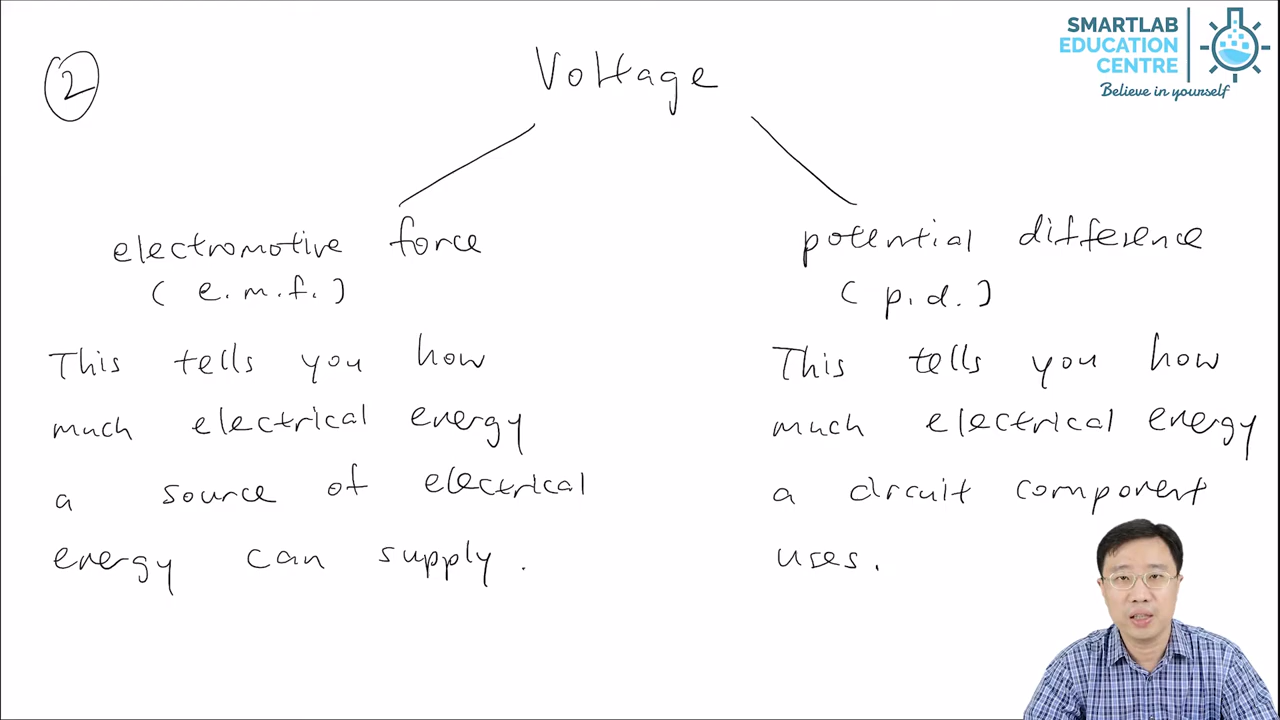 2
Voltage
SMARTLAB
EDUCATION
CENTRE
Believe in yourself
electromotive force
(e.m.f.)
This tells you how
much electrical energy
a source of electrical
energy can supply.
potential difference
(p.d.)
This tells you how
much electrical energy
a circuit component
uses.